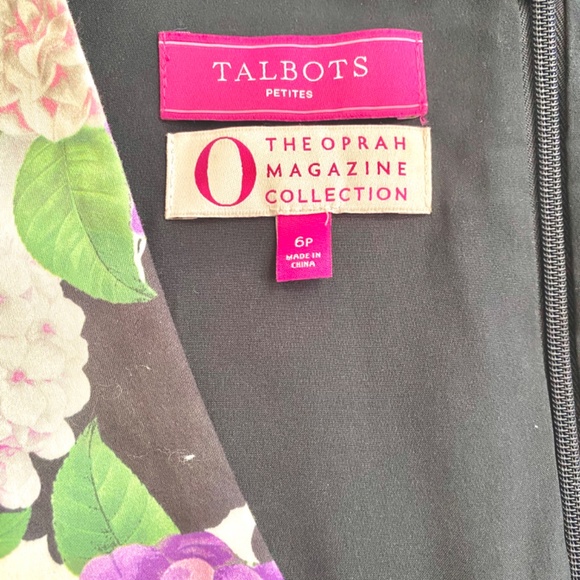 TALBOTS
PETITES
O
THE OPRAH
MAGAZINE
COLLECTION
6P
MADE IN
CHINA